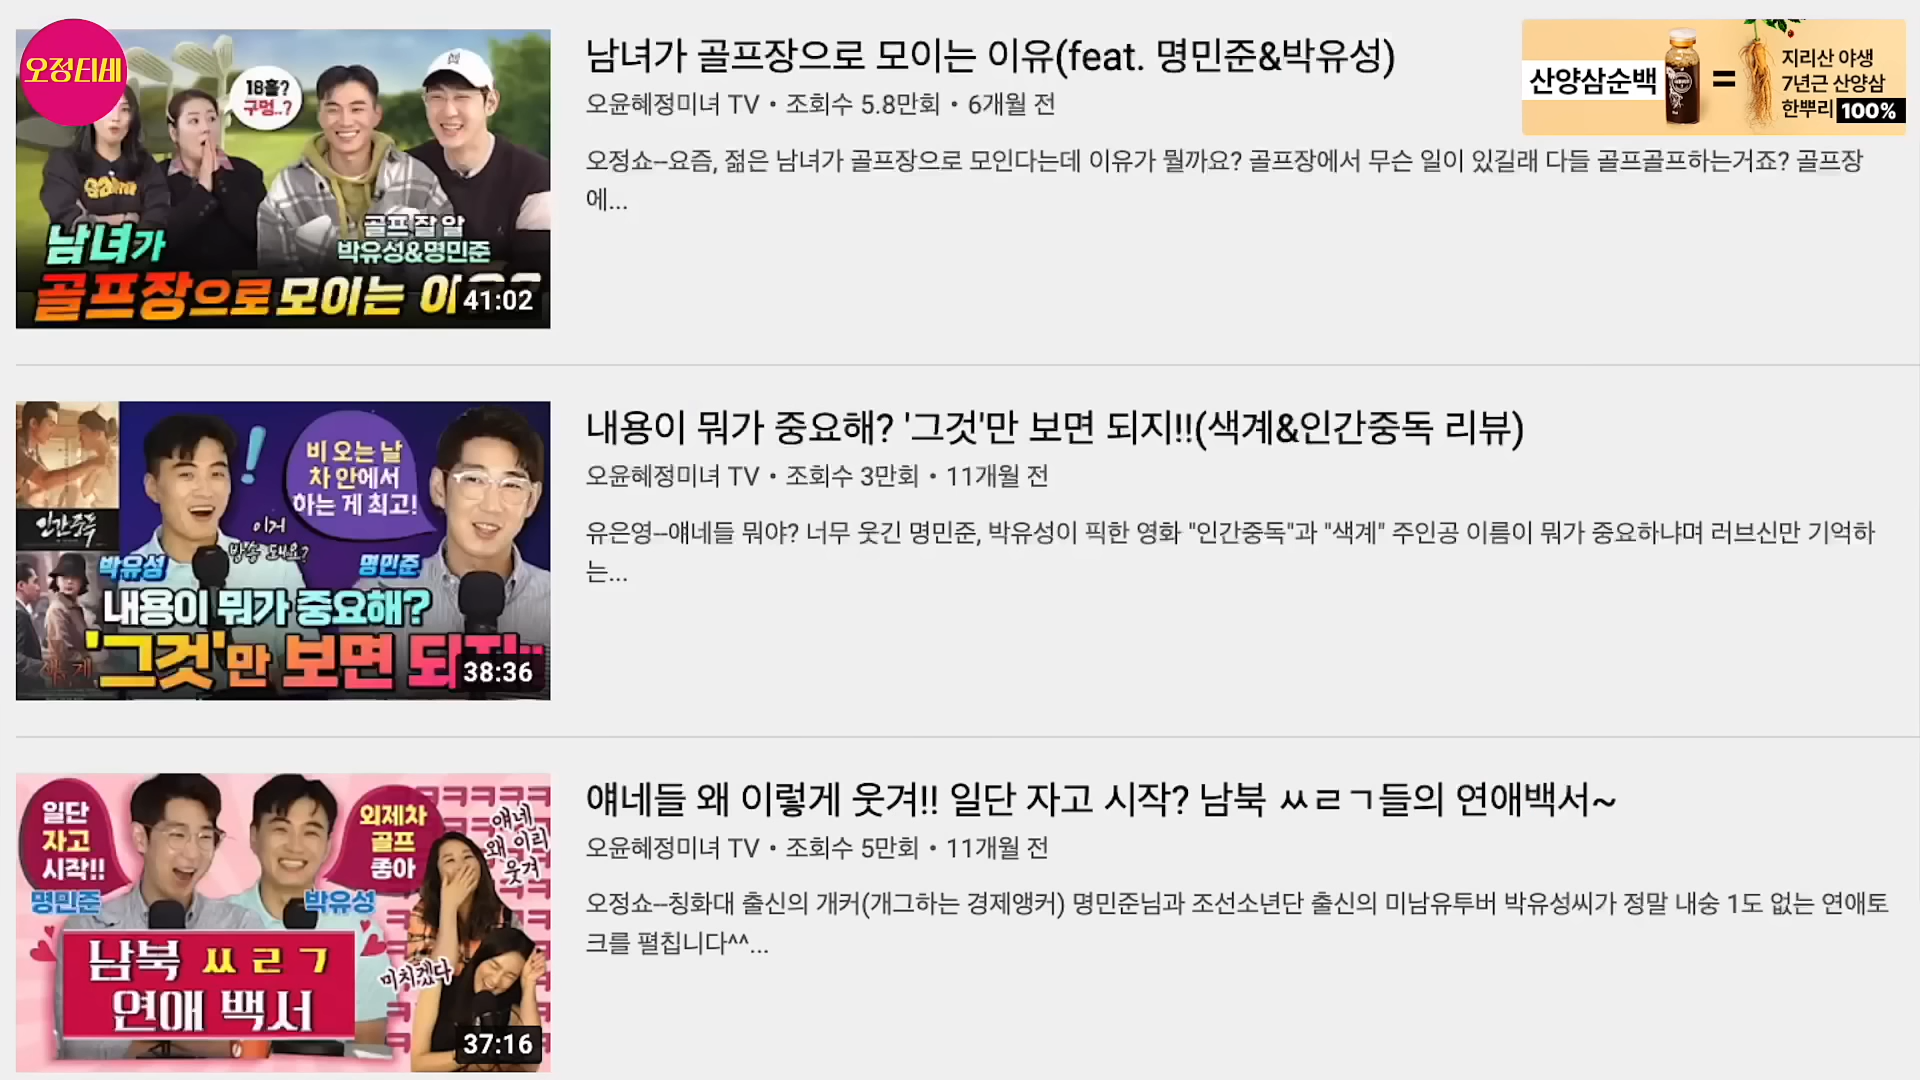 오정티비
18홀?
구멍..?
골프 잘 알
박유성&명민준
남녀가
골프장으로 모이는 이유?
41:02
남녀가 골프장으로 모이는 이유(feat. 명민준&박유성)
오윤혜정미녀 TV • 조회수 5.8만회 • 6개월 전
오정쇼--요즘, 젊은 남녀가 골프장으로 모인다는데 이유가 뭘까요? 골프장에서 무슨 일이 있길래 다들 골프골프하는거죠? 골프장
에...
산양삼순백
=
지리산 야생
7년근 산양삼
한뿌리 100%
인간중독
비 오는 날
차 안에서
하는 게 최고!
이거
방송 돼요?
박유성
명민준
내용이 뭐가 중요해?
'그것'만 보면 되지
38:36
내용이 뭐가 중요해? '그것'만 보면 되지!!(색계&인간중독 리뷰)
오윤혜정미녀 TV • 조회수 3만회 • 11개월 전
유은영--얘네들 뭐야? 너무 웃긴 명민준, 박유성이 픽한 영화 "인간중독"과 "색계" 주인공 이름이 뭐가 중요하냐며 러브신만 기억하
는...
일단
자고
시작!!
명민준
외제차
골프
좋아
박유성
얘네
왜 이리
웃겨
미치겠다
남북 ㅆㄹㄱ
연애 백서
37:16
얘네들 왜 이렇게 웃겨!! 일단 자고 시작? 남북 ㅆㄹㄱ들의 연애백서~
오윤혜정미녀 TV • 조회수 5만회 • 11개월 전
오정쇼--칭화대 출신의 개커(개그하는 경제앵커) 명민준님과 조선소년단 출신의 미남유투버 박유성씨가 정말 내숭 1도 없는 연애토
크를 펼칩니다^^...